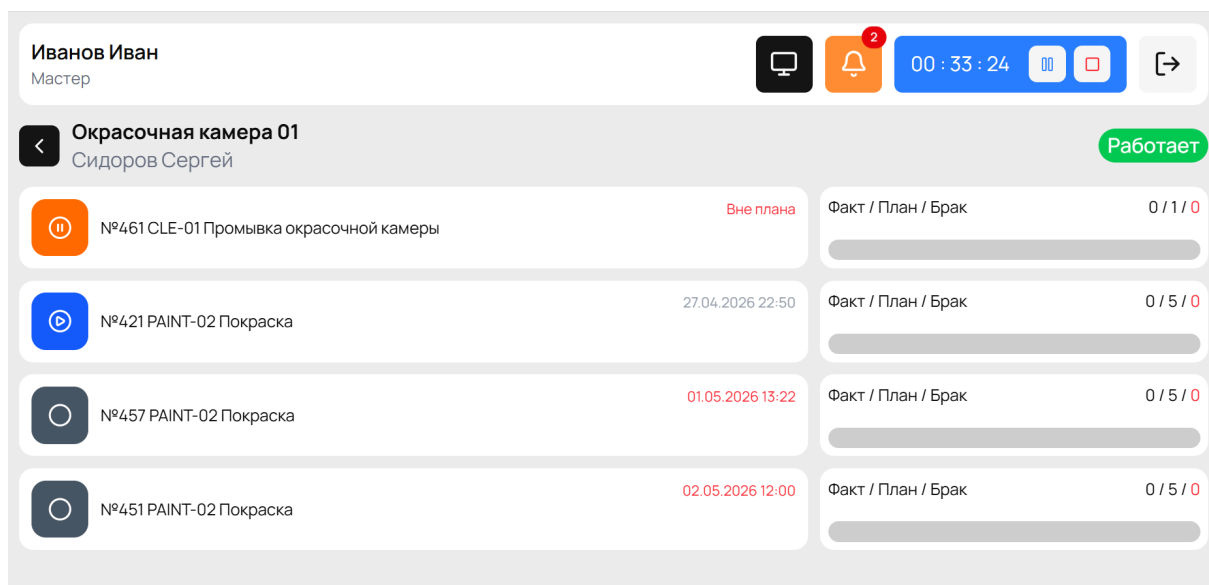 Иванов Иван
Мастер
2
00 : 33 : 24
Окрасочная камера 01
Сидоров Сергей
Работает
№461 CLE-01 Промывка окрасочной камеры
Вне плана
Факт / План / Брак
0 / 1 / 0
№421 PAINT-02 Покраска
27.04.2026 22:50
Факт / План / Брак
0 / 5 / 0
№457 PAINT-02 Покраска
01.05.2026 13:22
Факт / План / Брак
0 / 5 / 0
№451 PAINT-02 Покраска
02.05.2026 12:00
Факт / План / Брак
0 / 5 / 0